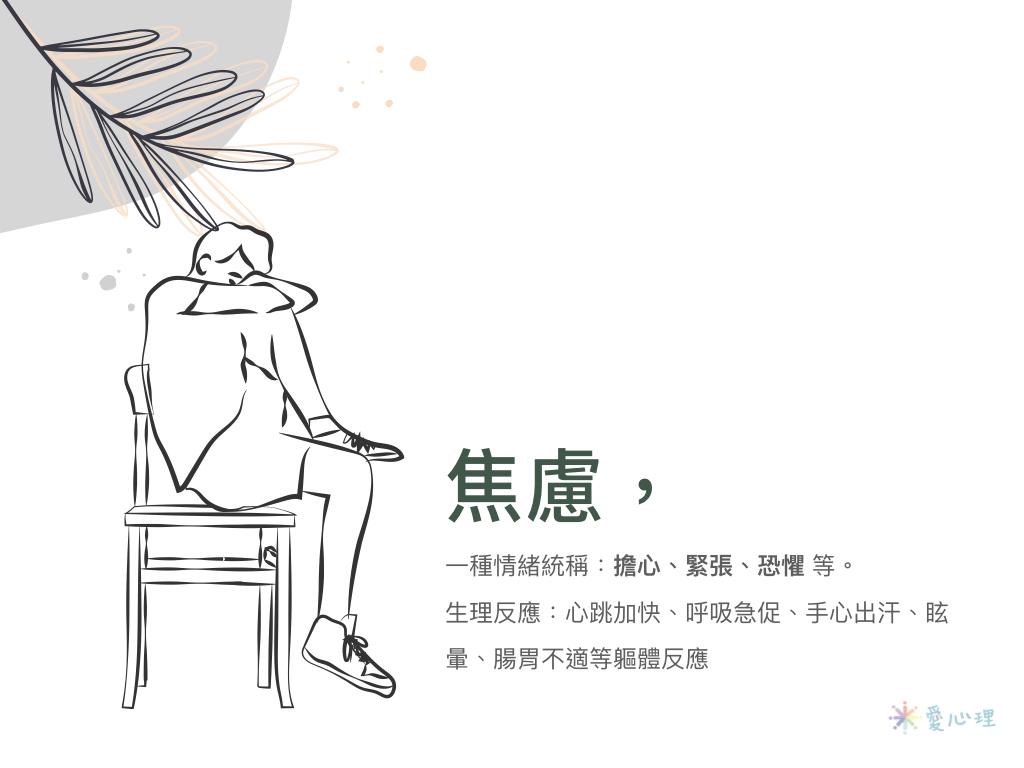 焦慮，
一種情緒統稱：擔心、緊張、恐懼 等。
生理反應：心跳加快、呼吸急促、手心出汗、眩
暈、腸胃不適等軀體反應
愛心理